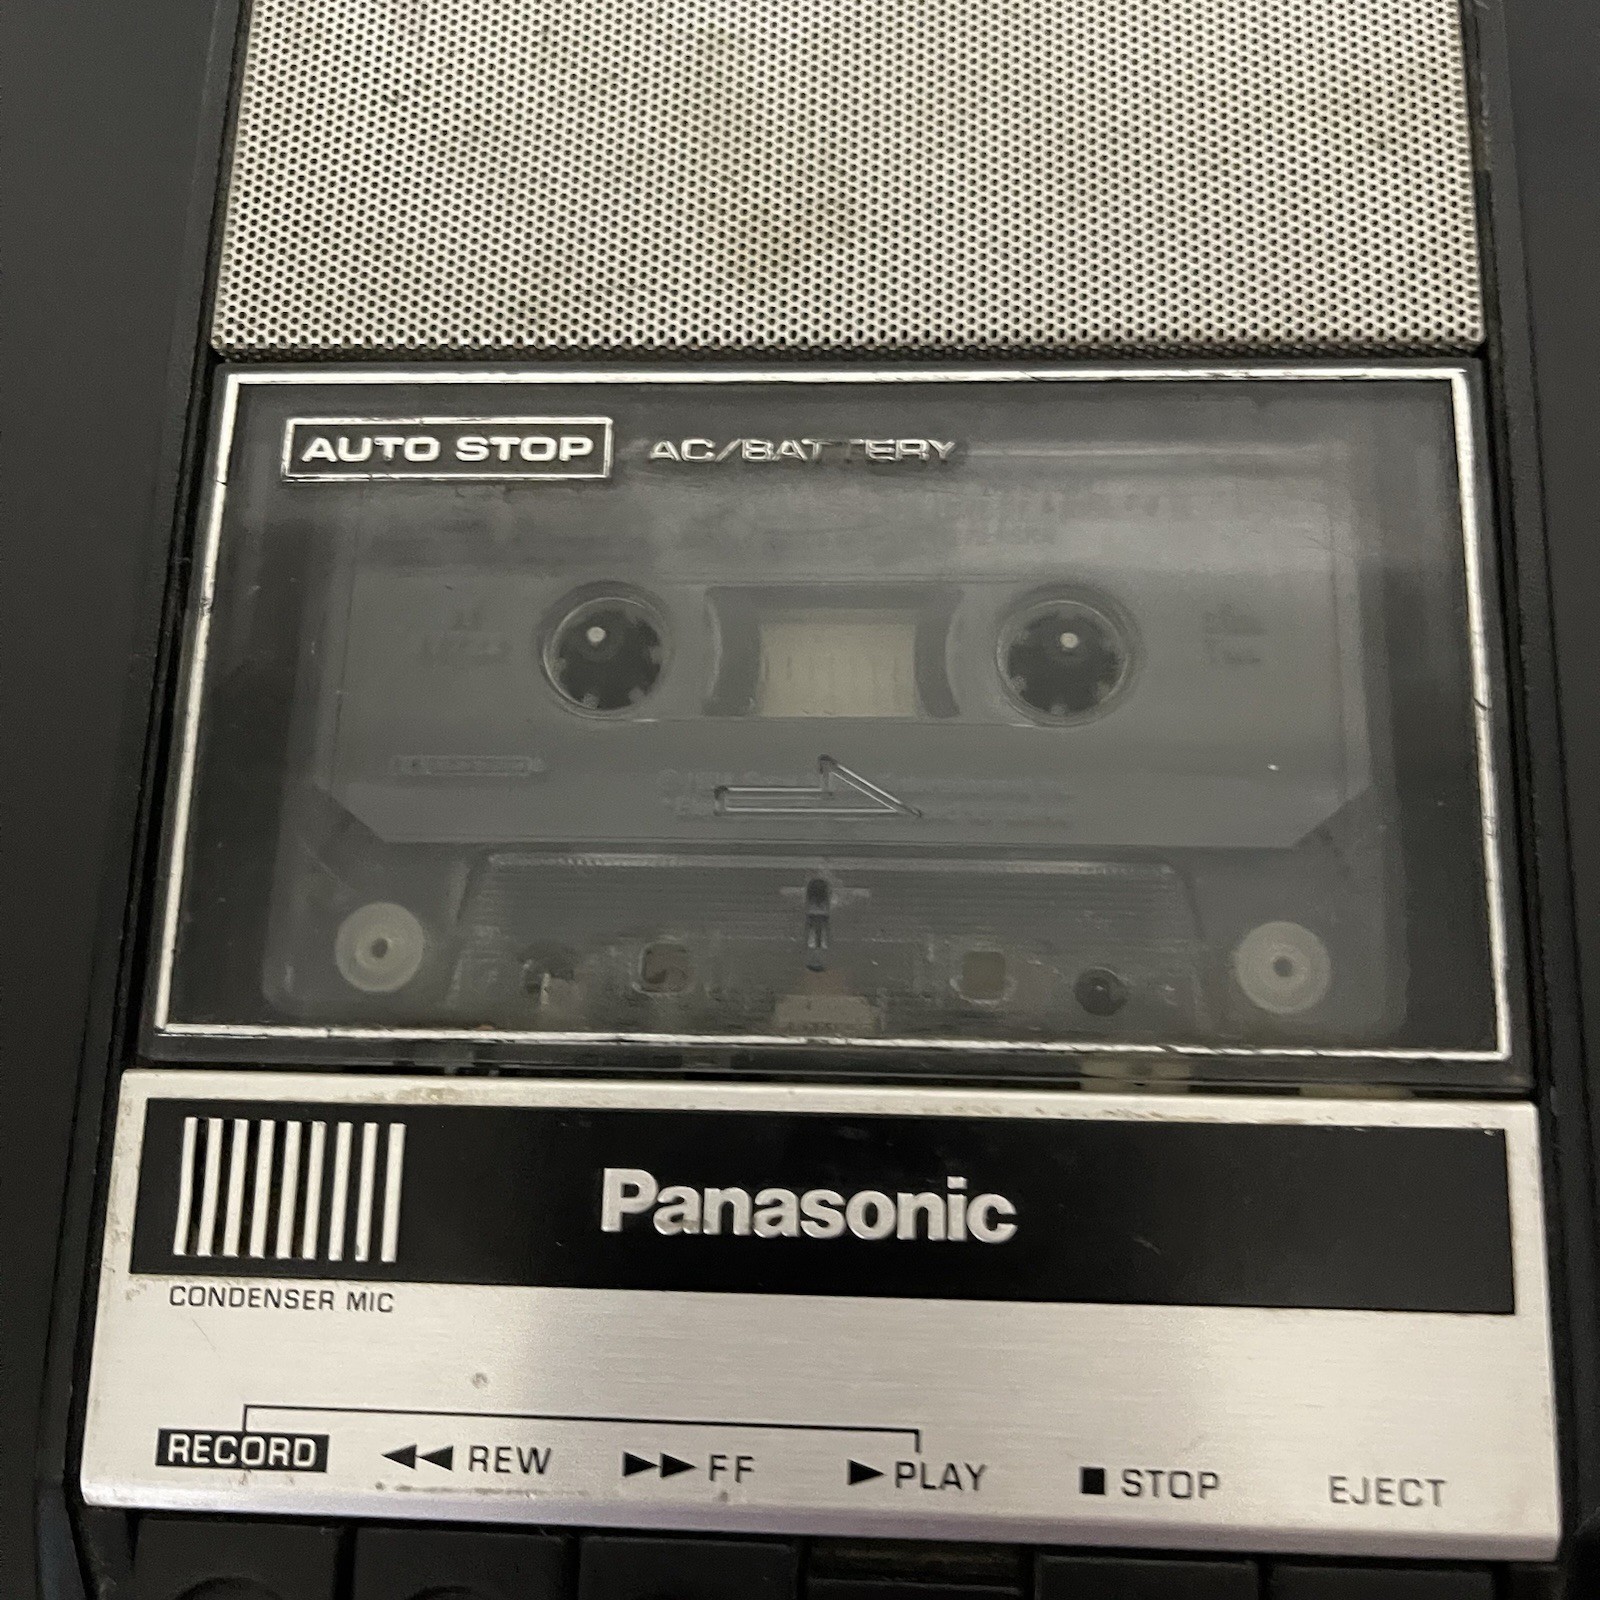 AUTO STOP AC/BATTERY
Panasonic
CONDENSER MIC
RECORD REW FF PLAY STOP EJECT